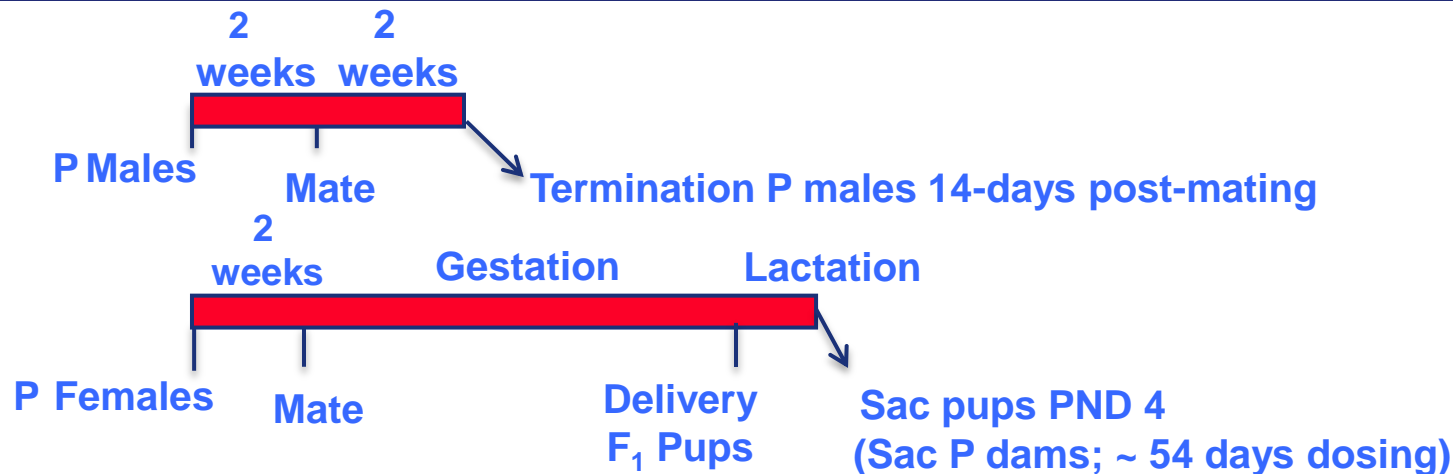 2 2
weeks weeks
P Males
Mate
Termination P males 14-days post-mating
2
weeks
Gestation
Lactation
P Females
Mate
Delivery
F₁ Pups
Sac pups PND 4
(Sac P dams; ~ 54 days dosing)